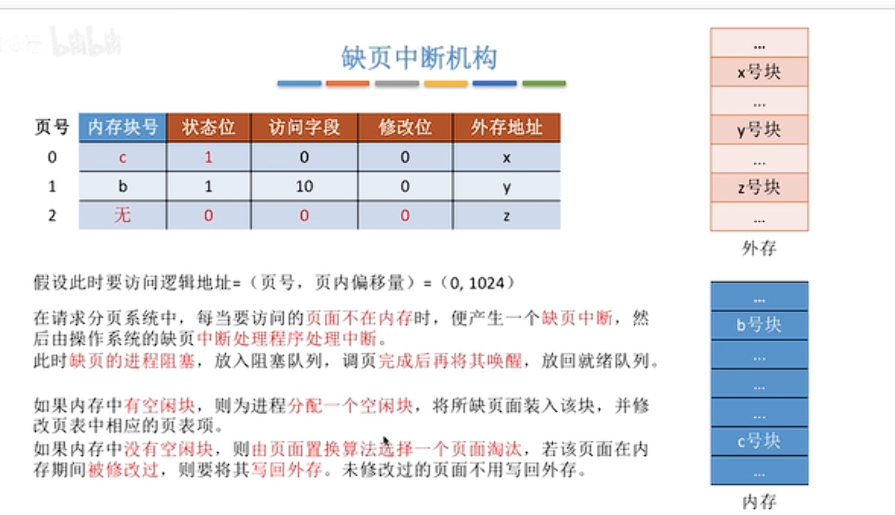 bilibili
缺页中断机构
页号 内存块号 状态位 访问字段 修改位 外存地址
0 c 1 0 0 x
1 b 1 10 0 y
2 无 0 0 0 z
假设此时要访问逻辑地址=（页号，页内偏移量）=（0, 1024）
在请求分页系统中，每当要访问的页面不在内存时，便产生一个缺页中断，然
后由操作系统的缺页中断处理程序处理中断。
此时缺页的进程阻塞，放入阻塞队列，调页完成后再将其唤醒，放回就绪队列。
如果内存中有空闲块，则为进程分配一个空闲块，将所缺页面装入该块，并修
改页表中相应的页表项。
如果内存中没有空闲块，则由页面置换算法选择一个页面淘汰，若该页面在内
存期间被修改过，则要将其写回外存。未修改过的页面不用写回外存。
...
x号块
...
y号块
...
z号块
...
外存
...
b号块
...
...
...
c号块
...
内存